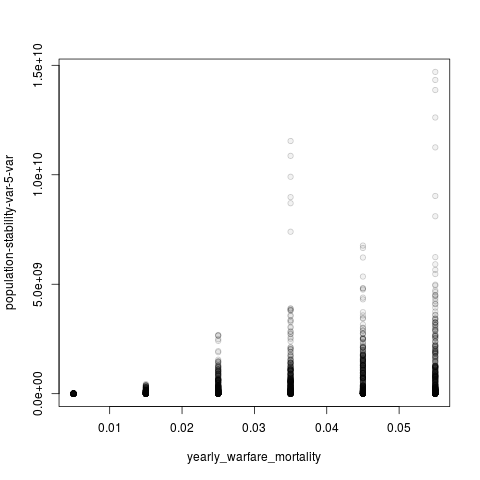 1.5e+10
1.0e+10
5.0e+09
0.0e+00
population-stability-var-5-var
0.01 0.02 0.03 0.04 0.05
yearly_warfare_mortality